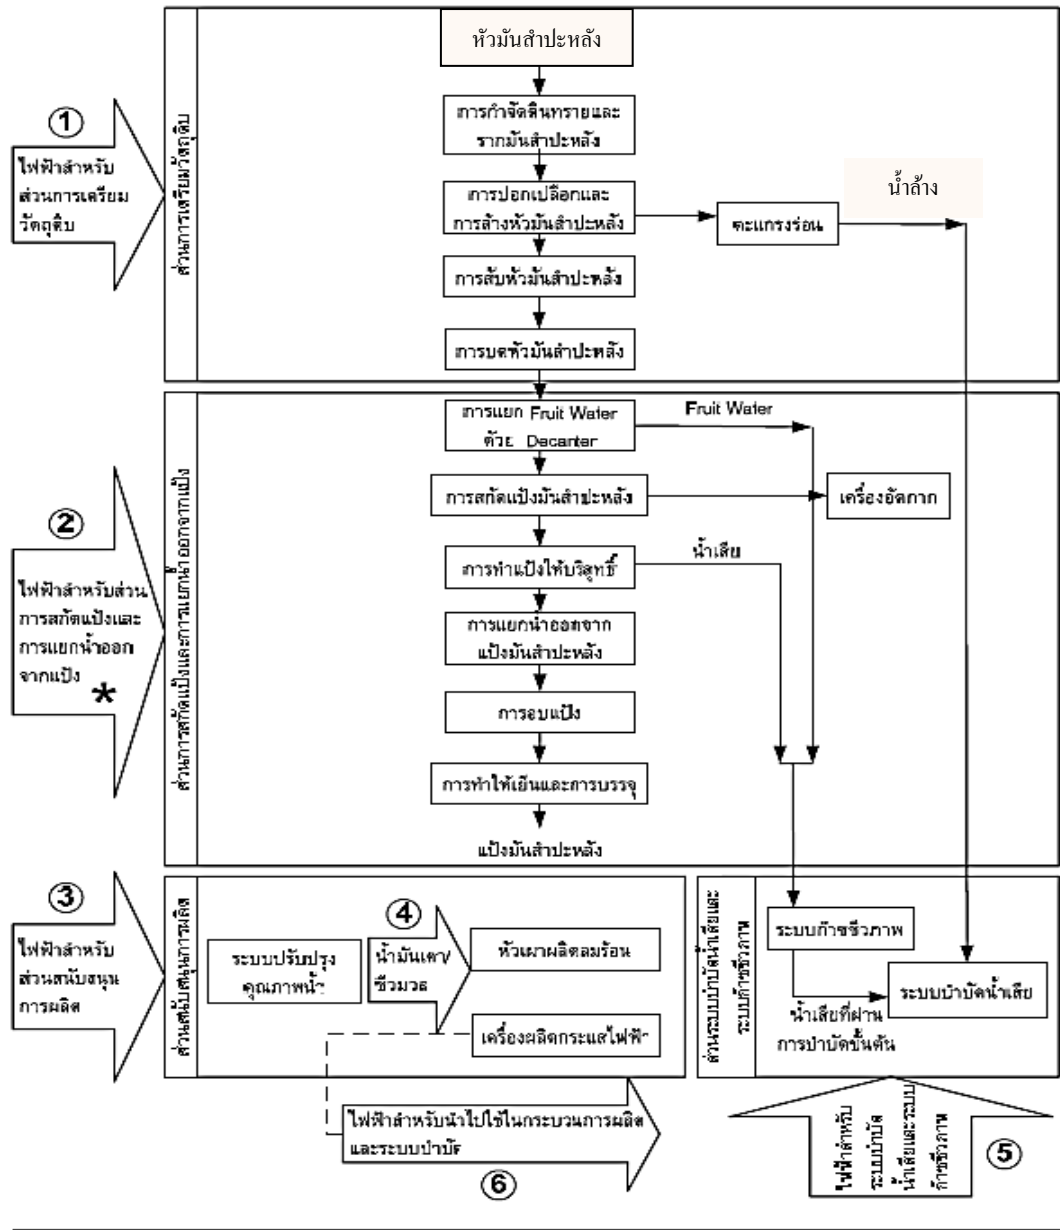 หัวมันสำปะหลัง
①
ไฟฟ้าสำหรับ
ส่วนการเตรียม
วัตถุดิบ
ส่วนการเตรียมวัตถุดิบ
การกำจัดดินทรายและ
รากมันสำปะหลัง
การปอกเปลือกและ
การล้างหัวมันสำปะหลัง
ตะแกรงร่อน
น้ำล้าง
การสับหัวมันสำปะหลัง
การบดหัวมันสำปะหลัง
②
ไฟฟ้าสำหรับส่วน
การสกัดแป้งและ
การแยกน้ำออก
จากแป้ง *
ส่วนการสกัดแป้งและการแยกน้ำออกจากแป้ง
การแยก Fruit Water
ด้วย Decanter
Fruit Water
การสกัดแป้งมันสำปะหลัง
เครื่องอัดกาก
การทำแป้งให้บริสุทธิ์
น้ำเสีย
การแยกน้ำออกจาก
แป้งมันสำปะหลัง
การอบแป้ง
การทำให้เย็นและการบรรจุ
แป้งมันสำปะหลัง
③
ไฟฟ้าสำหรับ
ส่วนสนับสนุน
การผลิต
ส่วนสนับสนุนการผลิต
ระบบปรับปรุง
คุณภาพน้ำ
④
น้ำมันเตา/
ชีวมวล
หัวเผาผลิตลมร้อน
เครื่องผลิตกระแสไฟฟ้า
ไฟฟ้าสำหรับนำไปใช้ในกระบวนการผลิต
และระบบบำบัด
⑥
ส่วนระบบบำบัดน้ำเสียและ
ระบบก๊าซชีวภาพ
ระบบก๊าซชีวภาพ
ระบบบำบัดน้ำเสีย
น้ำเสียที่ผ่าน
การบำบัดขั้นต้น
ไฟฟ้าสำหรับ
ระบบบำบัด
น้ำเสียและระบบ
ก๊าซชีวภาพ
⑤